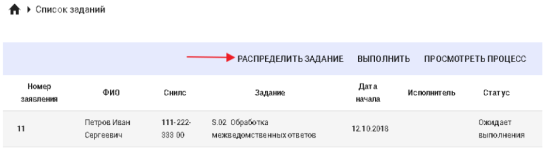 Список заданий
РАСПРЕДЕЛИТЬ ЗАДАНИЕ ВЫПОЛНИТЬ ПРОСМОТРЕТЬ ПРОЦЕСС
Номер заявления ФИО Снилс Задание Дата начала Исполнитель Статус
11 Петров Иван Сергеевич 111-222-333 00 S.02 Обработка межведомственных ответов 12.10.2018 Ожидает выполнения